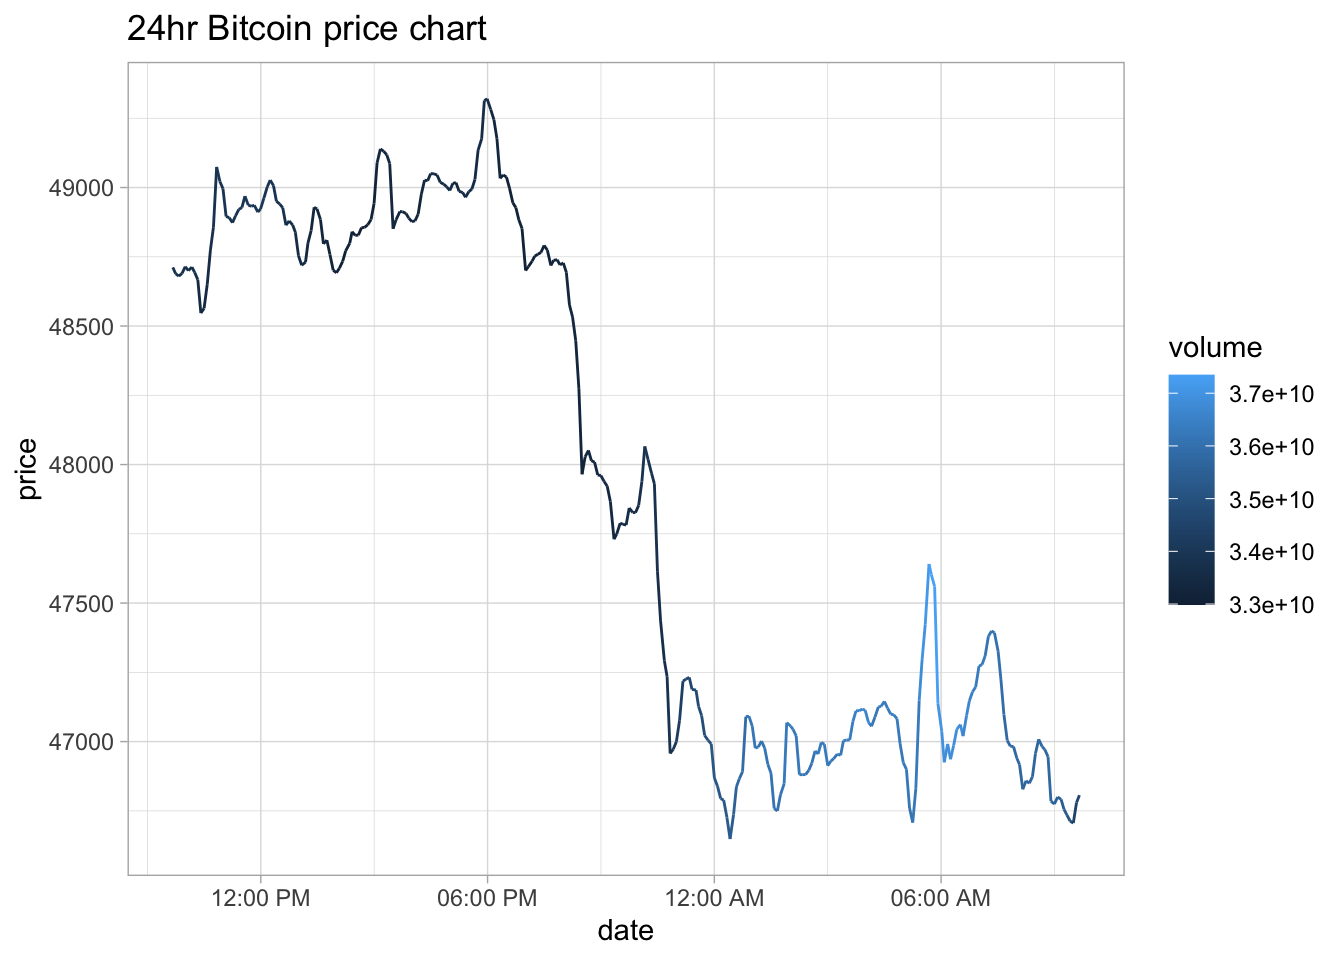 24hr Bitcoin price chart
49000
48500
48000
47500
47000
price
12:00 PM
06:00 PM
12:00 AM
06:00 AM
date
volume
3.7e+10
3.6e+10
3.5e+10
3.4e+10
3.3e+10